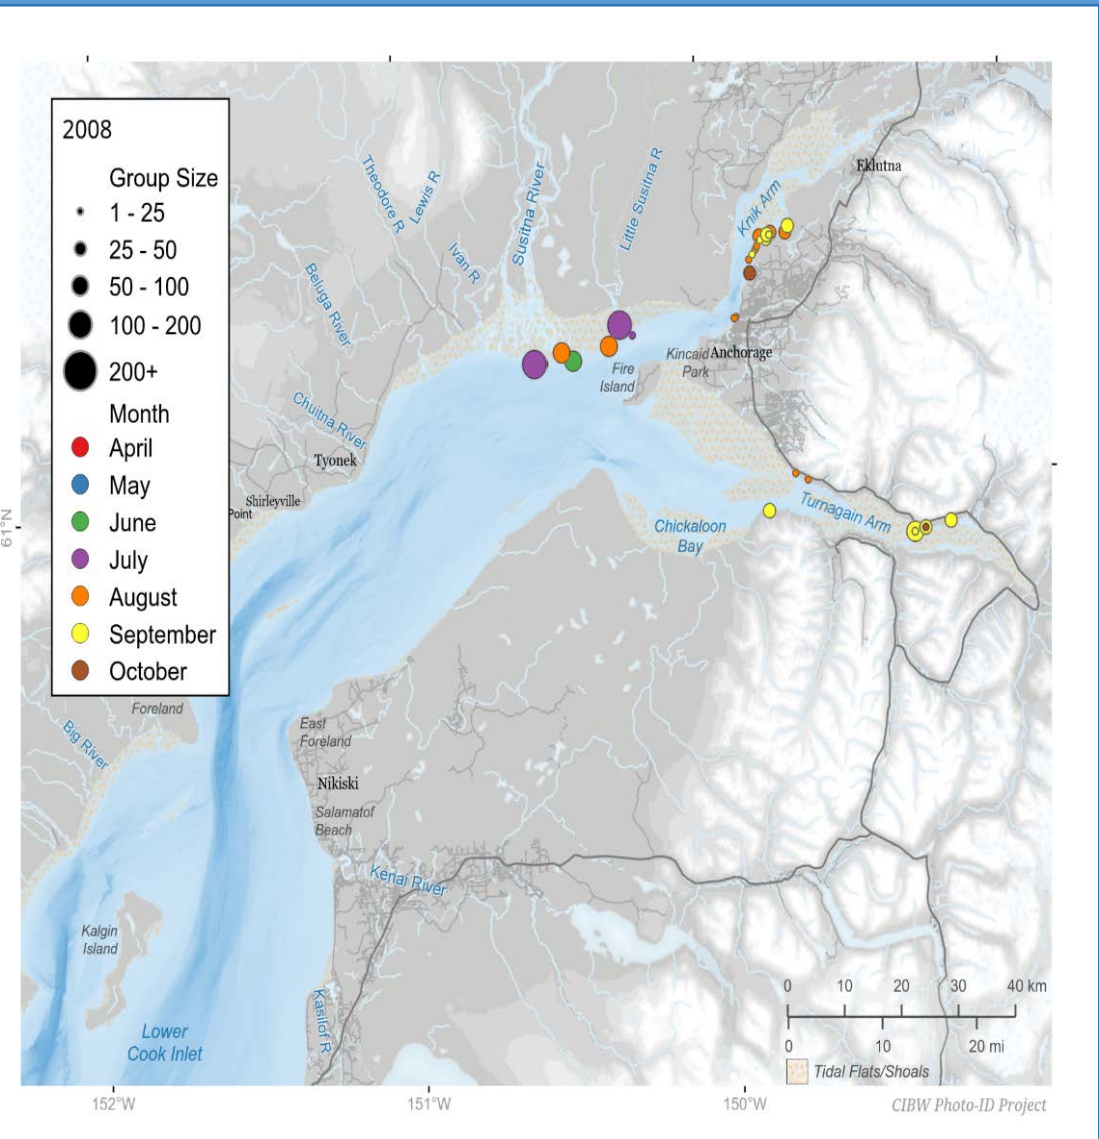 2008
Group Size
1 - 25
25 - 50
50 - 100
100 - 200
200+
Month
April
May
June
July
August
September
October
Theodore R
Lewis R
Ivan R
Susitna River
Little Susitna R
Beluga River
Knik Arm
Eklutna
Kincaid
Park
Anchorage
Fire
Island
Chuitna River
Tyonek
Shirleyville
Point
61°N
Turnagain Arm
Chickaloon
Bay
Foreland
Big River
East
Foreland
Nikiski
Salamatof
Beach
Kenai River
Kalgin
Island
Kasilof R
Lower
Cook Inlet
0 10 20 30 40 km
0 10 20 mi
Tidal Flats/Shoals
CIBW Photo-ID Project
152°W
151°W
150°W